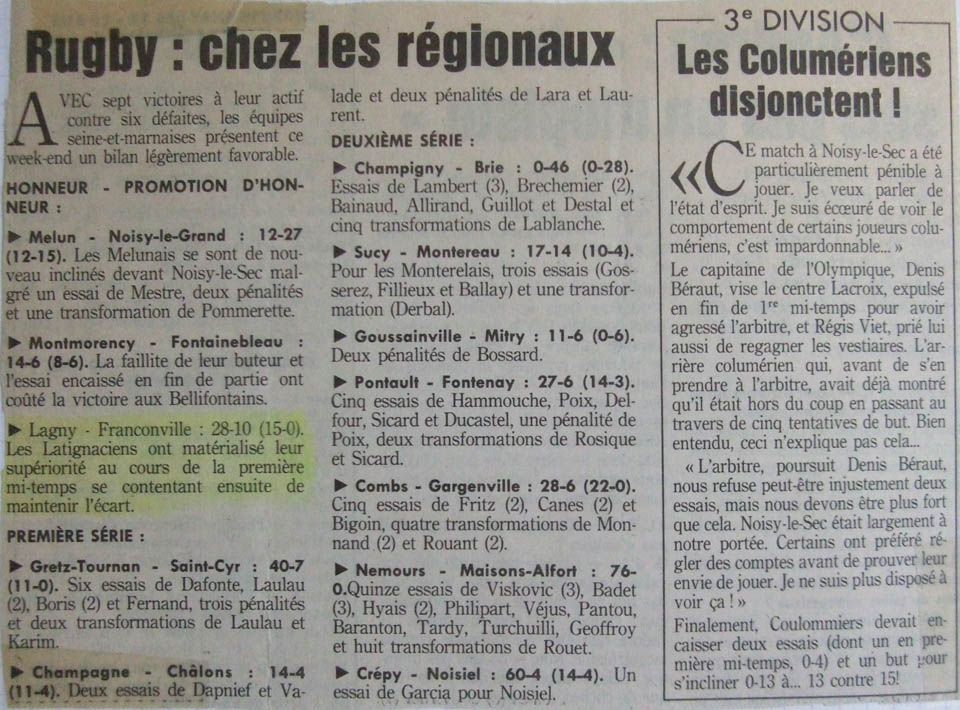 Rugby : chez les régionaux
AVEC sept victoires à leur actif
contre six défaites, les équipes
seine-et-marnaises présentent ce
week-end un bilan légèrement favorable.
HONNEUR - PROMOTION D'HON-
NEUR :
► Melun - Noisy-le-Grand : 12-27
(12-15). Les Melunais se sont de nou-
veau inclinés devant Noisy-le-Sec mal-
gré un essai de Mestre, deux pénalités
et une transformation de Pommerette.
► Montmorency - Fontainebleau :
14-6 (8-6). La faillite de leur buteur et
l'essai encaissé en fin de partie ont
coûté la victoire aux Bellifontains.
► Lagny - Franconville : 28-10 (15-0).
Les Latignaciens ont matérialisé leur
supériorité au cours de la première
mi-temps se contentant ensuite de
maintenir l'écart.
PREMIÈRE SÉRIE :
► Gretz-Tournan - Saint-Cyr : 40-7
(11-0). Six essais de Dafonte, Laulau
(2), Boris (2) et Fernand, trois pénalités
et deux transformations de Laulau et
Karim.
► Champagne - Châlons : 14-4
(11-4). Deux essais de Dapnief et Va-
lade et deux pénalités de Lara et Lau-
rent.
DEUXIÈME SÉRIE :
► Champigny - Brie : 0-46 (0-28).
Essais de Lambert (3), Brechemier (2),
Bainaud, Allirand, Guillot et Destal et
cinq transformations de Lablanche.
► Sucy - Montereau : 17-14 (10-4).
Pour les Monterelais, trois essais (Gos-
serez, Fillieux et Ballay) et une transfor-
mation (Derbal).
► Goussainville - Mitry : 11-6 (0-6).
Deux pénalités de Bossard.
► Pontault - Fontenay : 27-6 (14-3).
Cinq essais de Hammouche, Poix, Del-
four, Sicard et Ducastel, une pénalité de
Poix, deux transformations de Rosique
et Sicard.
► Combs - Gargenville : 28-6 (22-0).
Cinq essais de Fritz (2), Canes (2) et
Bigoin, quatre transformations de Mon-
nand (2) et Rouant (2).
► Nemours - Maisons-Alfort : 76-
0.Quinze essais de Viskovic (3), Badet
(3), Hyais (2), Philipart, Véjus, Pantou,
Baranton, Tardy, Turchuilli, Geoffroy
et huit transformations de Rouet.
► Crépy - Noisiel : 60-4 (14-4). Un
essai de Garcia pour Noisiel.
3e DIVISION
Les Columériens
disjonctent !
«CE match à Noisy-le-Sec a été
particulièrement pénible à
jouer. Je veux parler de
l'état d'esprit. Je suis écœuré de voir le
comportement de certains joueurs colu-
mériens, c'est impardonnable... »
Le capitaine de l'Olympique, Denis
Béraut, vise le centre Lacroix, expulsé
en fin de 1re mi-temps pour avoir
agressé l'arbitre, et Régis Viet, prié lui
aussi de regagner les vestiaires. L'ar-
rière columérien qui, avant de s'en
prendre à l'arbitre, avait déjà montré
qu'il était hors du coup en passant au
travers de cinq tentatives de but. Bien
entendu, ceci n'explique pas cela...
« L'arbitre, poursuit Denis Béraut,
nous refuse peut-être injustement deux
essais, mais nous devons être plus fort
que cela. Noisy-le-Sec était largement à
notre portée. Certains ont préféré ré-
gler des comptes avant de prouver leur
envie de jouer. Je ne suis plus disposé à
voir ça ! »
Finalement, Coulommiers devait en-
caisser deux essais (dont un en pre-
mière mi-temps, 0-4) et un but pour
s'incliner 0-13 à... 13 contre 15!